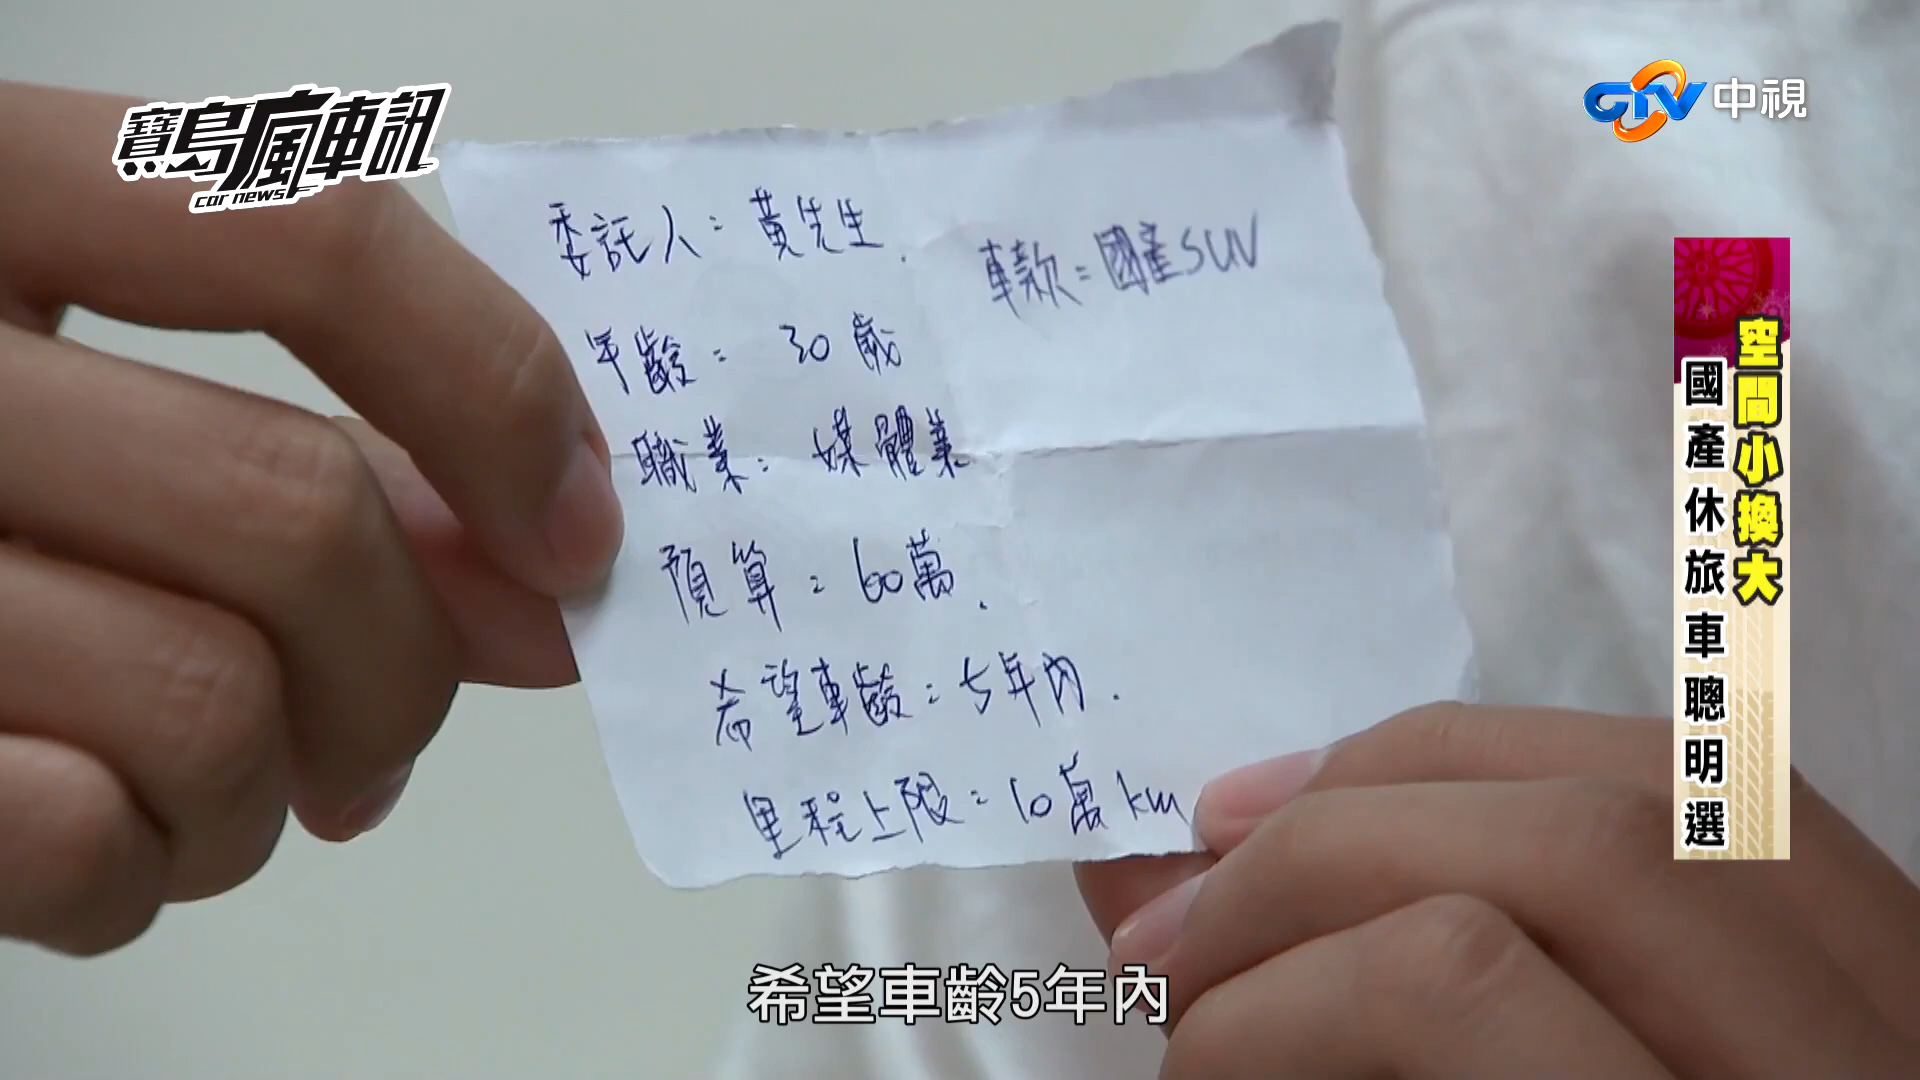 寶島瘋車訊
car news
CTV 中視
委託人：黃先生.
車款：國產SUV
年齡：30歲
職業：媒體業
預算：60萬.
希望車齡：5年內.
里程上限：10萬km
空間小換大
國產休旅車聰明選
希望車齡5年內